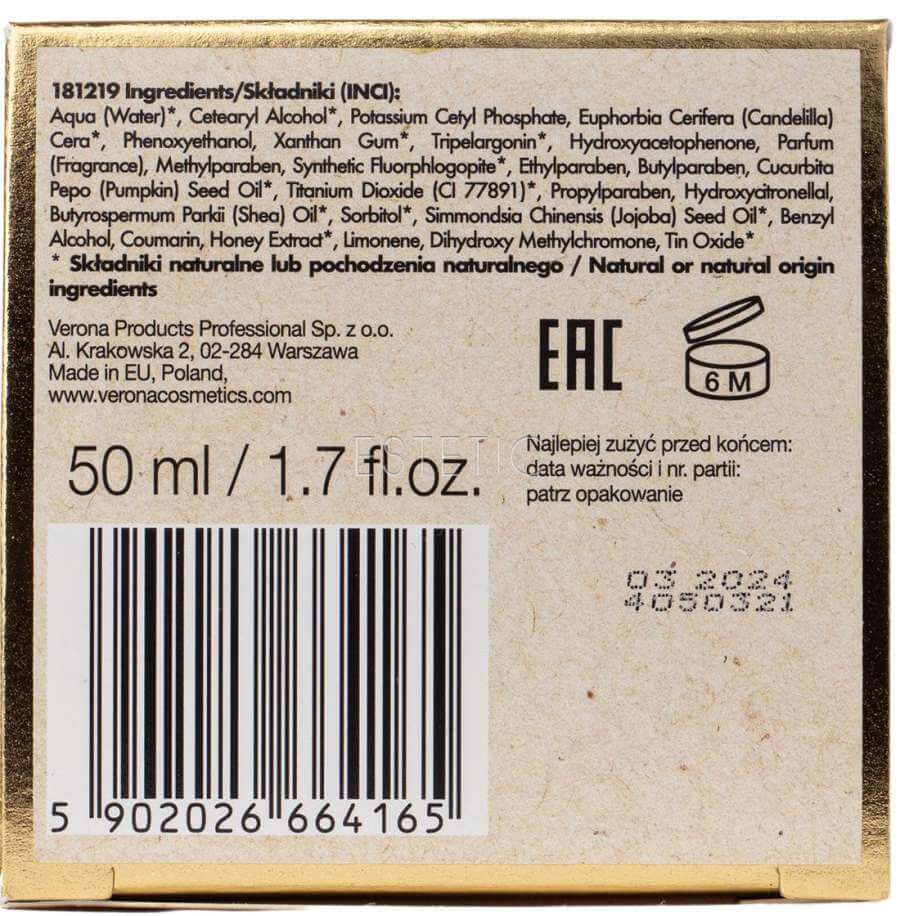 181219 Ingredients/Składniki (INCI):
Aqua (Water)*, Cetearyl Alcohol*, Potassium Cetyl Phosphate, Euphorbia Cerifera (Candelilla)
Cera*, Phenoxyethanol, Xanthan Gum*, Tripelargonin*, Hydroxyacetophenone, Parfum
(Fragrance), Methylparaben, Synthetic Fluorphlogopite*, Ethylparaben, Butylparaben, Cucurbita
Pepo (Pumpkin) Seed Oil*, Titanium Dioxide (CI 77891)*, Propylparaben, Hydroxycitronellal,
Butyrospermum Parkii (Shea) Oil*, Sorbitol*, Simmondsia Chinensis (Jojoba) Seed Oil*, Benzyl
Alcohol, Coumarin, Honey Extract*, Limonene, Dihydroxy Methylchromone, Tin Oxide*
* Składniki naturalne lub pochodzenia naturalnego / Natural or natural origin
ingredients
Verona Products Professional Sp. z o.o.
Al. Krakowska 2, 02-284 Warszawa
Made in EU, Poland,
www.veronacosmetics.com
EAC
6 M
50 ml / 1.7 fl.oz.
ESTETIC
Najlepiej zużyć przed końcem:
data ważności i nr. partii:
patrz opakowanie
03 2024
4050321
5 902026 664165